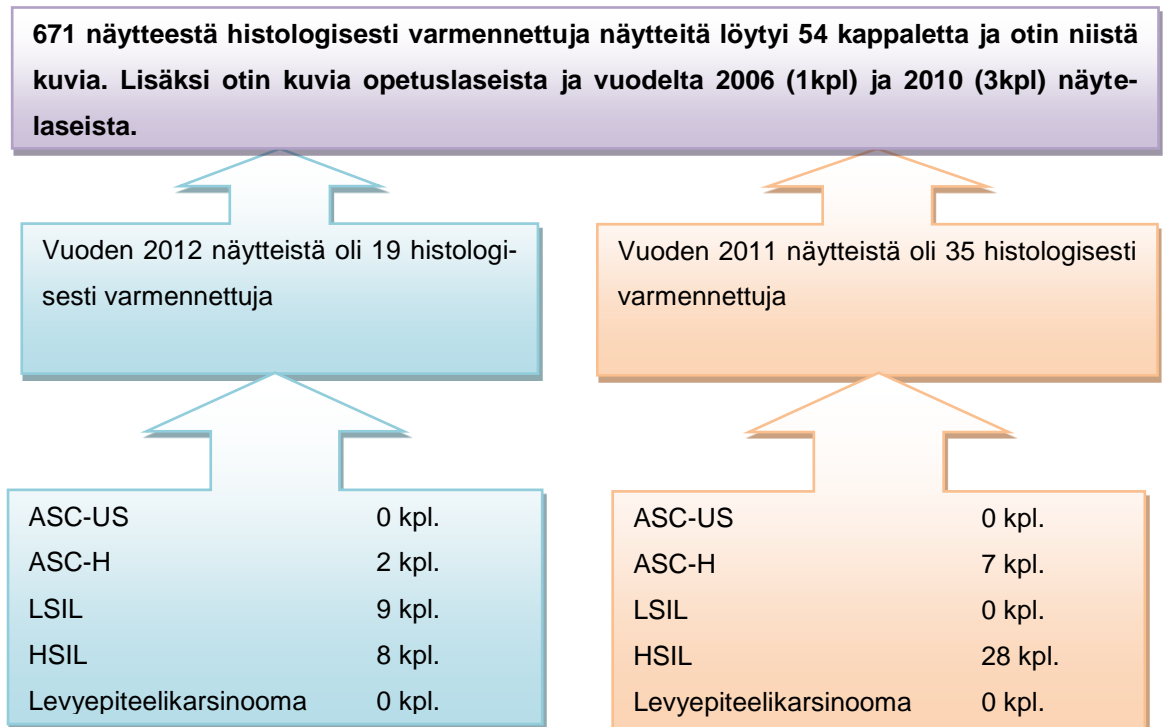 671 näytteestä histologisesti varmennettuja näytteitä löytyi 54 kappaletta ja otin niistä
kuvia. Lisäksi otin kuvia opetuslaseista ja vuodelta 2006 (1kpl) ja 2010 (3kpl) näyte-
laseista.
Vuoden 2012 näytteistä oli 19 histologi-
sesti varmennettuja
Vuoden 2011 näytteistä oli 35 histologisesti
varmennettuja
ASC-US 0 kpl.
ASC-H 2 kpl.
LSIL 9 kpl.
HSIL 8 kpl.
Levyepiteelikarsinooma 0 kpl.
ASC-US 0 kpl.
ASC-H 7 kpl.
LSIL 0 kpl.
HSIL 28 kpl.
Levyepiteelikarsinooma 0 kpl.